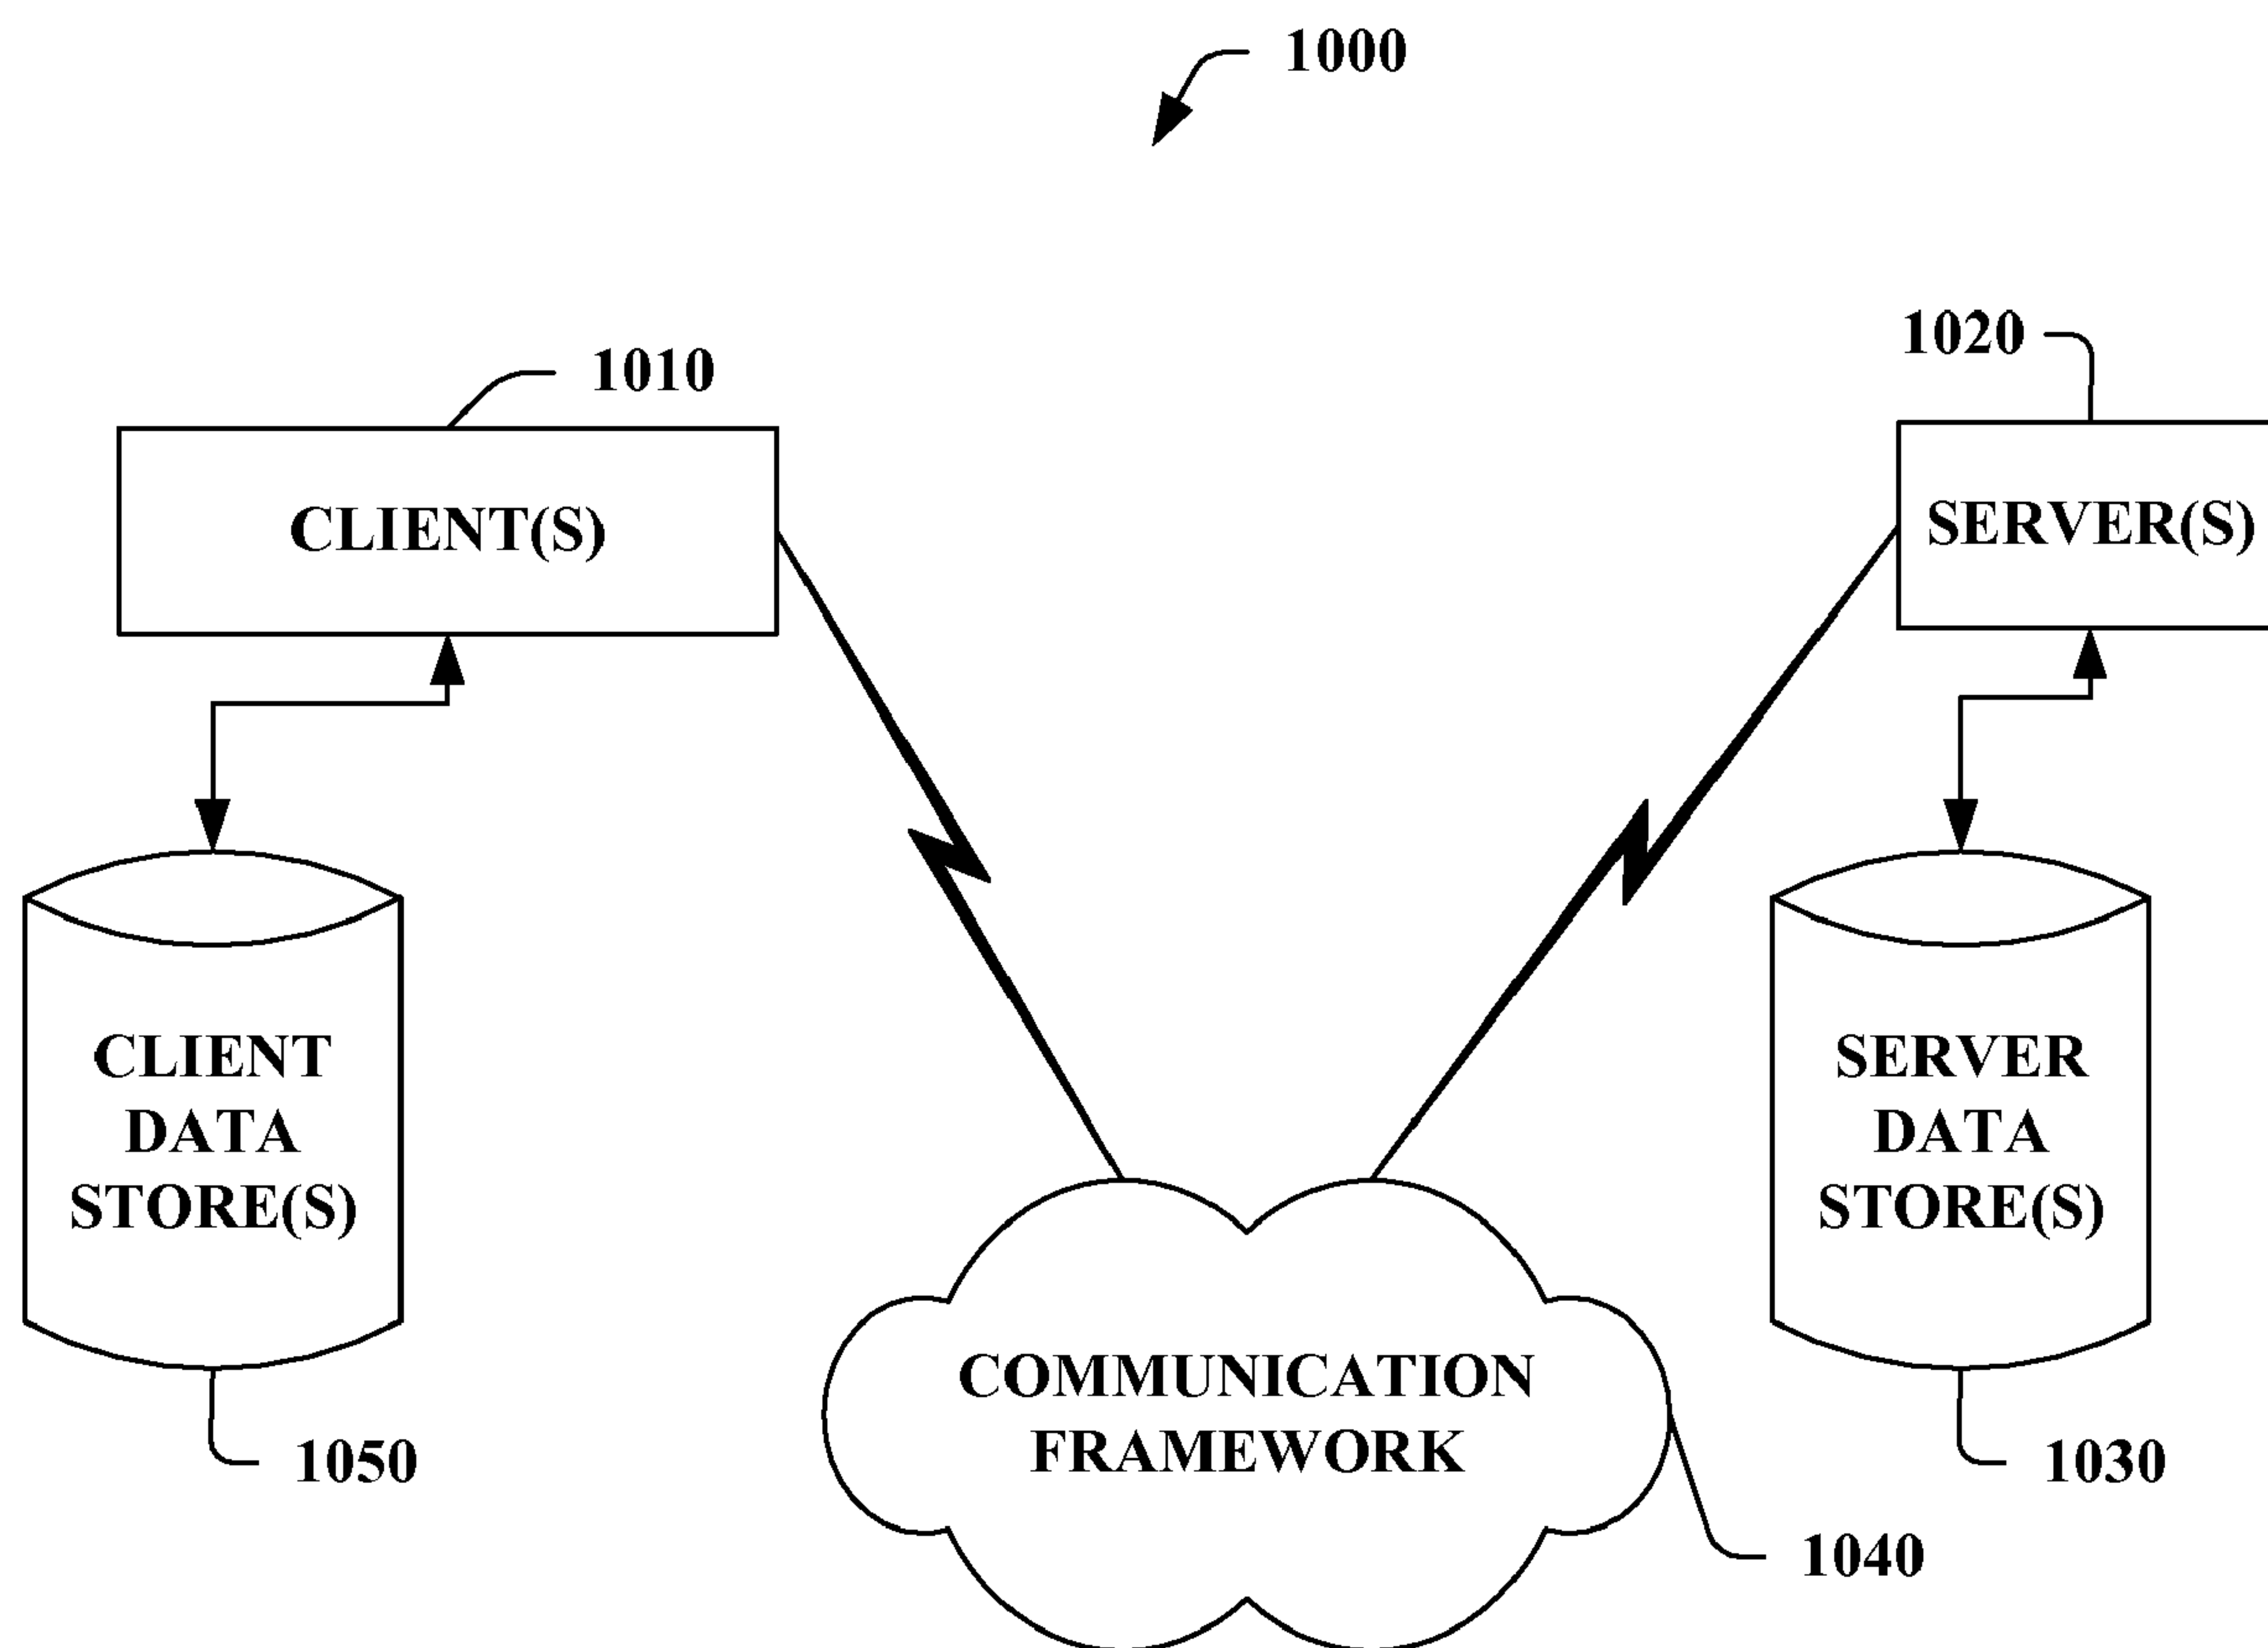 1000
1010
1020
CLIENT(S)
SERVER(S)
CLIENT
DATA
STORE(S)
SERVER
DATA
STORE(S)
COMMUNICATION
FRAMEWORK
1050
1030
1040